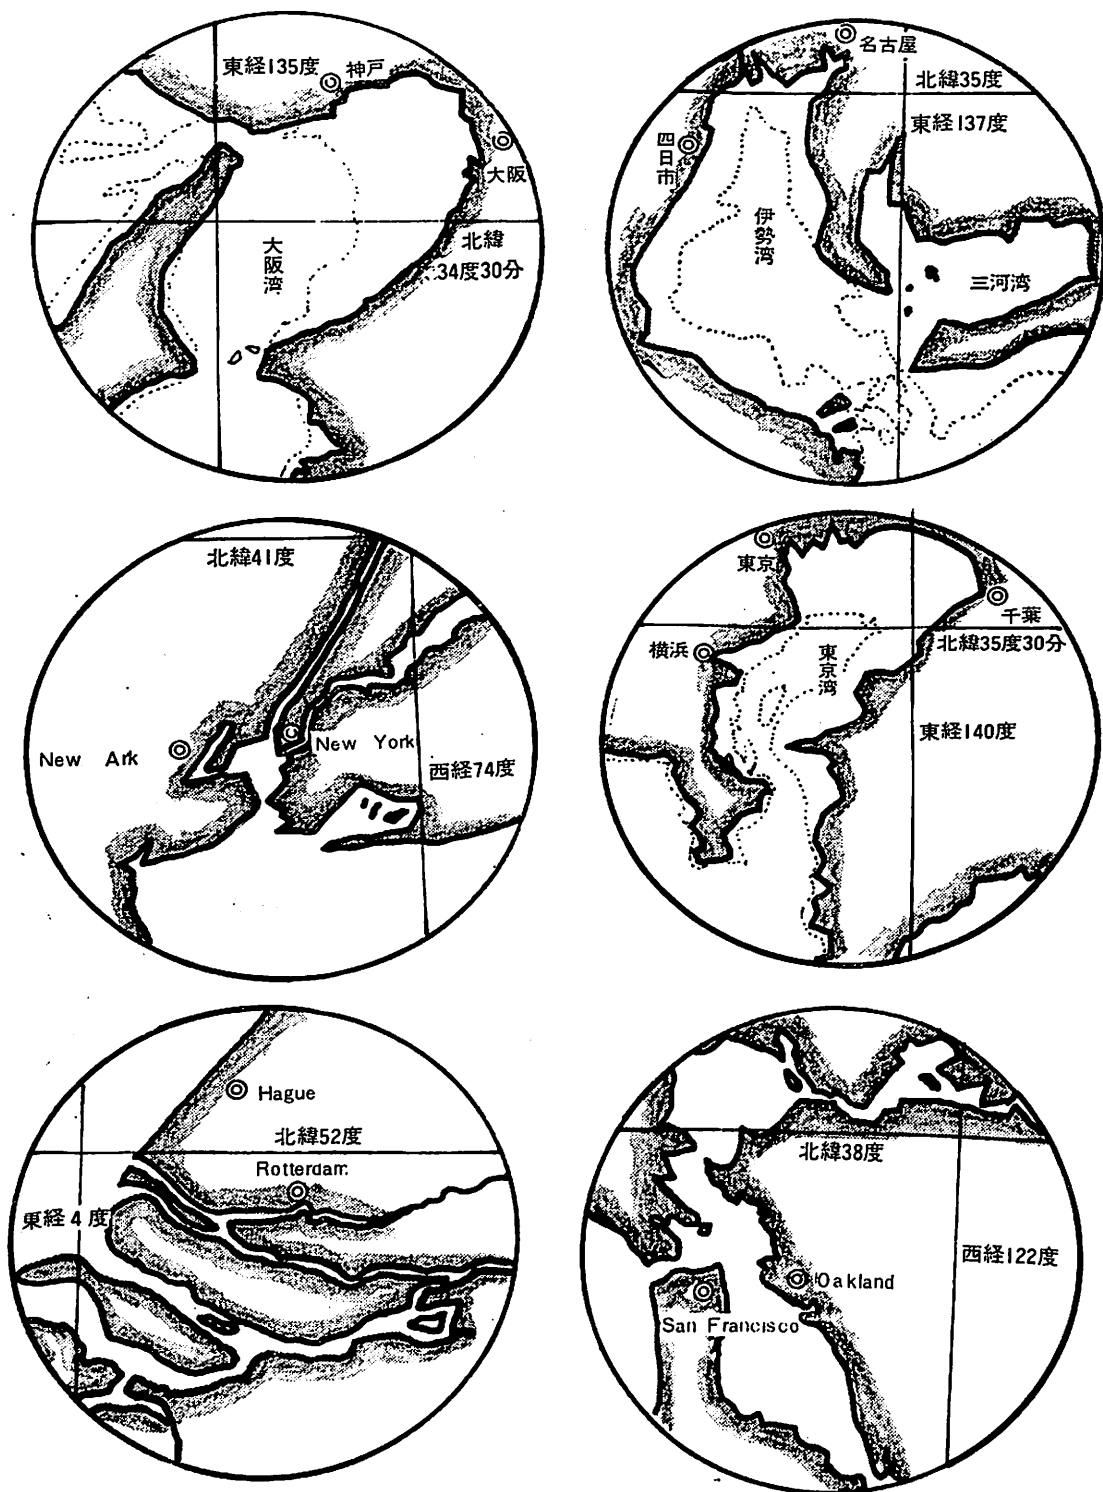 東経135度
神戸
大阪
大阪湾
北緯
34度30分
名古屋
北緯35度
東経137度
四日市
伊勢湾
三河湾
北緯41度
New Ark
New York
西経74度
東京
千葉
横浜
北緯35度30分
東京湾
東経140度
Hague
北緯52度
Rotterdam
東経4度
北緯38度
西経122度
Oakland
San Francisco